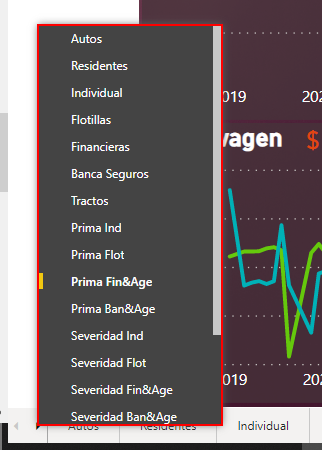 Autos
Residentes
Individual
Flotillas
Financieras
Banca Seguros
Tractos
Prima Ind
Prima Flot
Prima Fin&Age
Prima Ban&Age
Severidad Ind
Severidad Flot
Severidad Fin&Age
Severidad Ban&Age
019 202
vagen $
019 202
Autos Residentes Individual